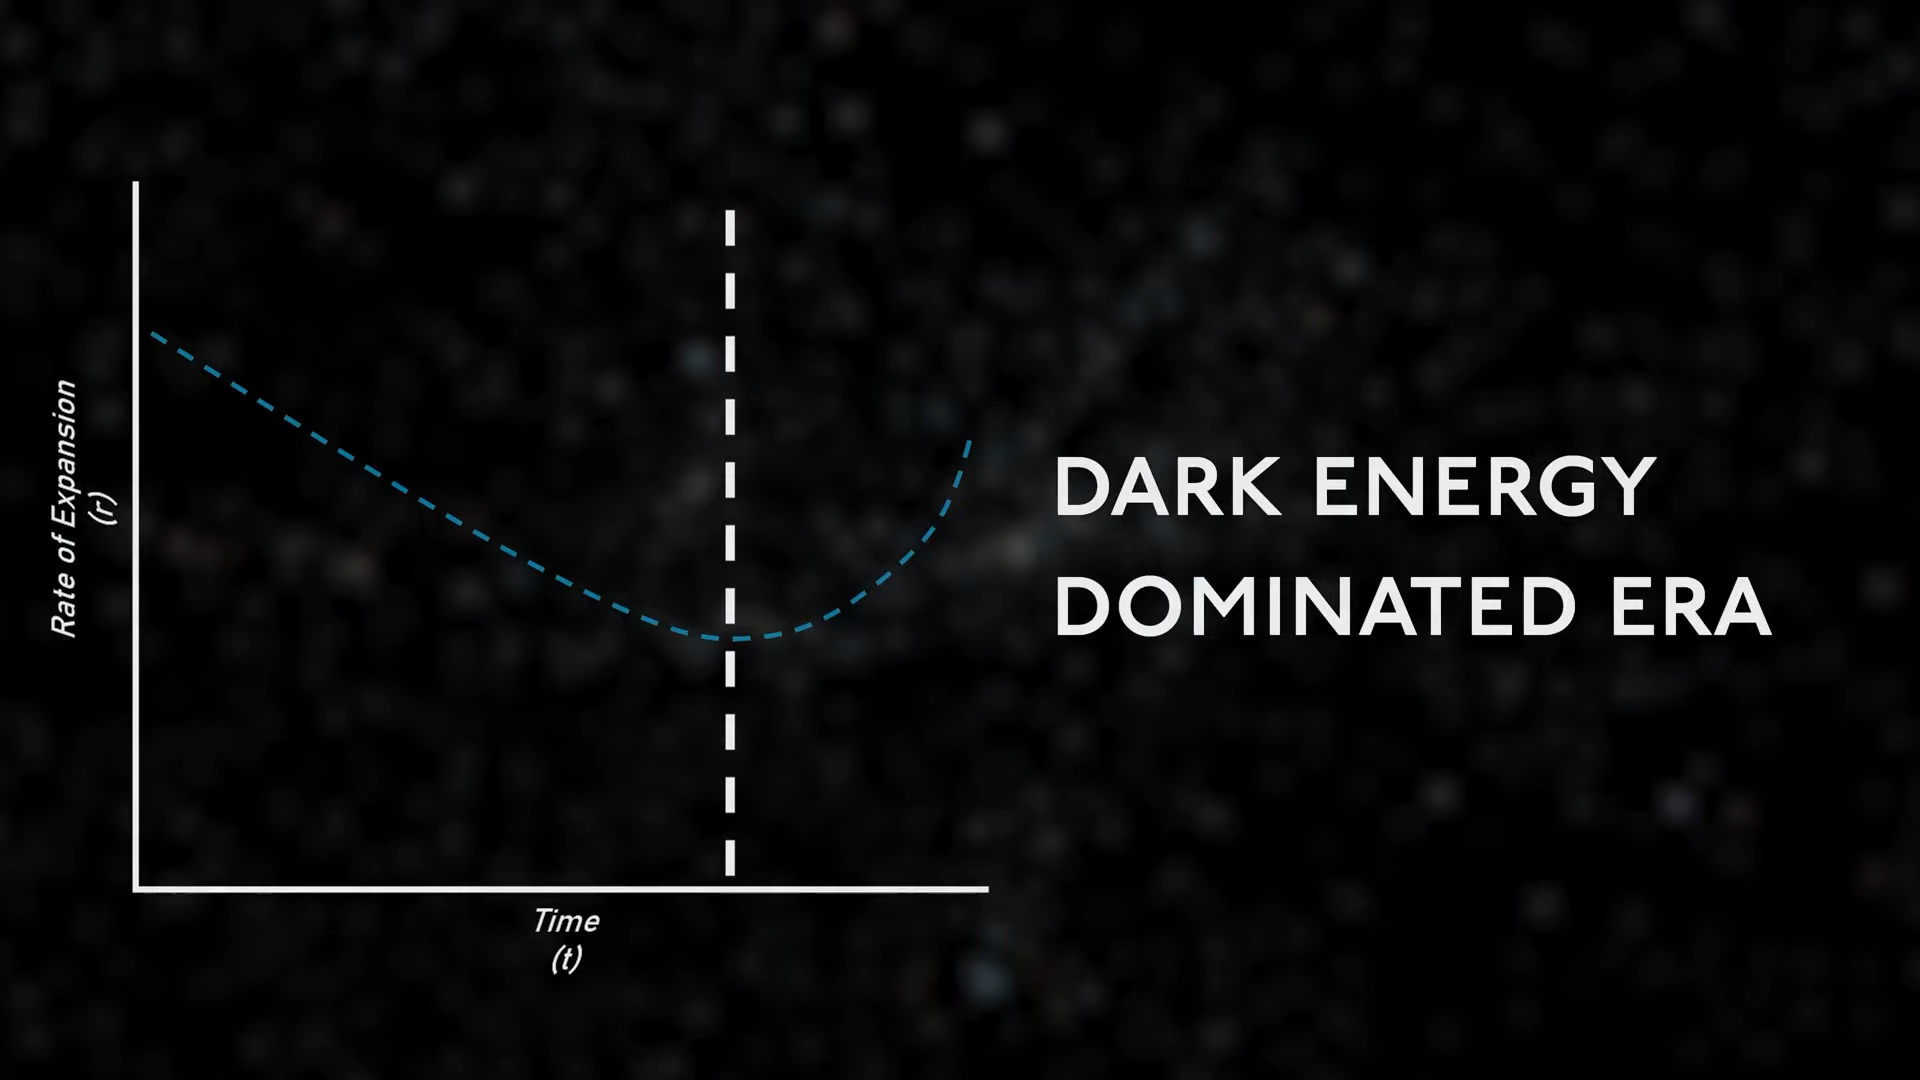 Rate of Expansion
(r)
DARK ENERGY
DOMINATED ERA
Time
(t)